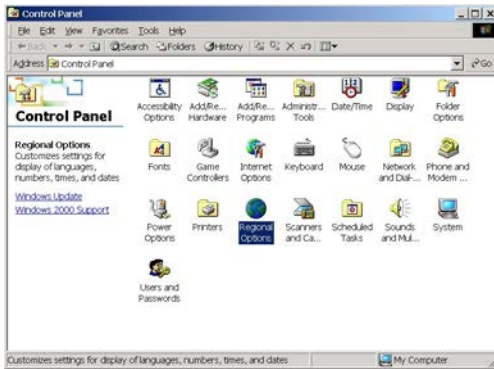 Control Panel
File Edit View Favorites Tools Help
Back Search Folders History
Address Control Panel Go
Control Panel
Regional Options
Customizes settings for
display of languages,
numbers, times, and dates
Windows Update
Windows 2000 Support
Accessibility Options
Add/Re... Hardware
Add/Re... Programs
Administr... Tools
Date/Time
Display
Folder Options
Fonts
Game Controllers
Internet Options
Keyboard
Mouse
Network and Dial-...
Phone and Modem ...
Power Options
Printers
Regional Options
Scanners and Ca...
Scheduled Tasks
Sounds and Mul...
System
Users and Passwords
Customizes settings for display of languages, numbers, times, and dates
My Computer